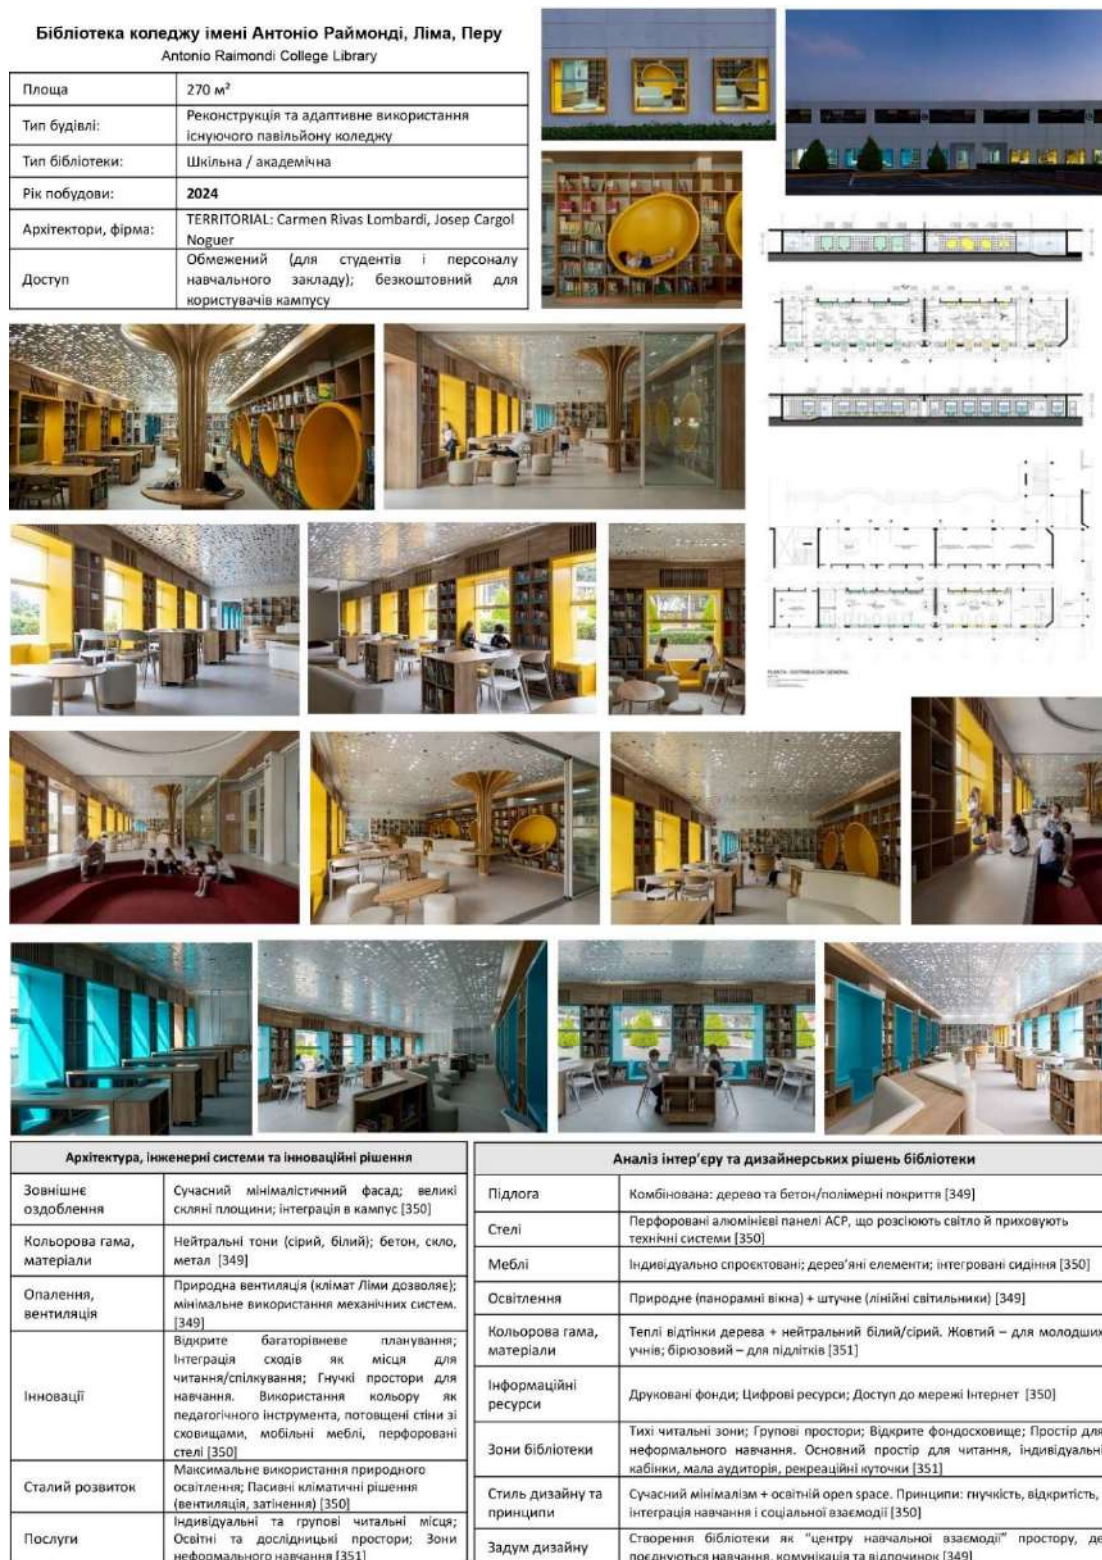 Бібліотека коледжу імені Антоніо Раймонді, Ліма, Перу
Antonio Raimondi College Library
Площа
270 м²
Тип будівлі:
Реконструкція та адаптивне використання
існуючого павільйону коледжу
Тип бібліотеки:
Шкільна / академічна
Рік побудови:
2024
Архітектори, фірма:
TERRITORIAL: Carmen Rivas Lombardi, Josep Cargol
Noguer
Доступ
Обмежений (для студентів і персоналу
навчального закладу); безкоштовний для
користувачів кампусу
PLANTA - DISTRIBUCION GENERAL
Архітектура, інженерні системи та інноваційні рішення
Зовнішнє
оздоблення
Сучасний мінімалістичний фасад; великі
скляні площини; інтеграція в кампус [350]
Кольорова гама,
матеріали
Нейтральні тони (сірий, білий); бетон, скло,
метал [349]
Опалення,
вентиляція
Природна вентиляція (клімат Ліми дозволяє);
мінімальне використання механічних систем.
[349]
Інновації
Відкрите багаторівневе планування;
Інтеграція сходів як місця для
читання/спілкування; Гнучкі простори для
навчання. Використання кольору як
педагогічного інструмента, потовщені стіни зі
сховищами, мобільні меблі, перфоровані
стелі [350]
Сталий розвиток
Максимальне використання природного
освітлення; Пасивні кліматичні рішення
(вентиляція, затінення) [350]
Послуги
Індивідуальні та групові читальні місця;
Освітні та дослідницькі простори; Зони
неформального навчання [351]
Аналіз інтер’єру та дизайнерських рішень бібліотеки
Підлога
Комбінована: дерево та бетон/полімерні покриття [349]
Стелі
Перфоровані алюмінієві панелі ACP, що розсіюють світло й приховують
технічні системи [350]
Меблі
Індивідуально спроєктовані; дерев’яні елементи; інтегровані сидіння [350]
Освітлення
Природне (панорамні вікна) + штучне (лінійні світильники) [349]
Кольорова гама,
матеріали
Теплі відтінки дерева + нейтральний білий/сірий. Жовтий – для молодших
учнів; бірюзовий – для підлітків [351]
Інформаційні
ресурси
Друковані фонди; Цифрові ресурси; Доступ до мережі Інтернет [350]
Зони бібліотеки
Тихі читальні зони; Групові простори; Відкрите фондосховище; Простір для
неформального навчання. Основний простір для читання, індивідуальні
кабінки, мала аудиторія, рекреаційні куточки [351]
Стиль дизайну та
принципи
Сучасний мінімалізм + освітній open space. Принципи: гнучкість, відкритість,
інтеграція навчання і соціальної взаємодії [350]
Задум дизайну
Створення бібліотеки як “центру навчальної взаємодії” простору, де
поєднуються навчання, комунікація та відпочинок [349]